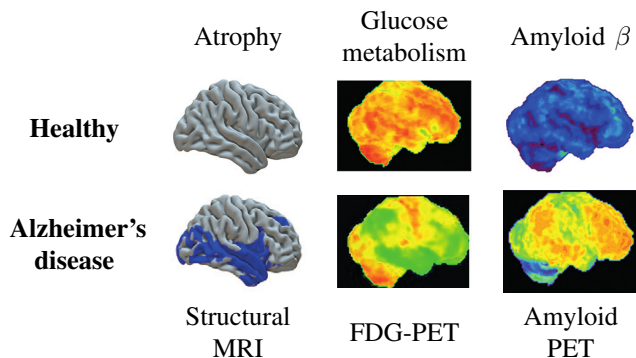 Atrophy
Glucose
metabolism
Amyloid β
Healthy
Alzheimer's
disease
Structural
MRI
FDG-PET
Amyloid
PET